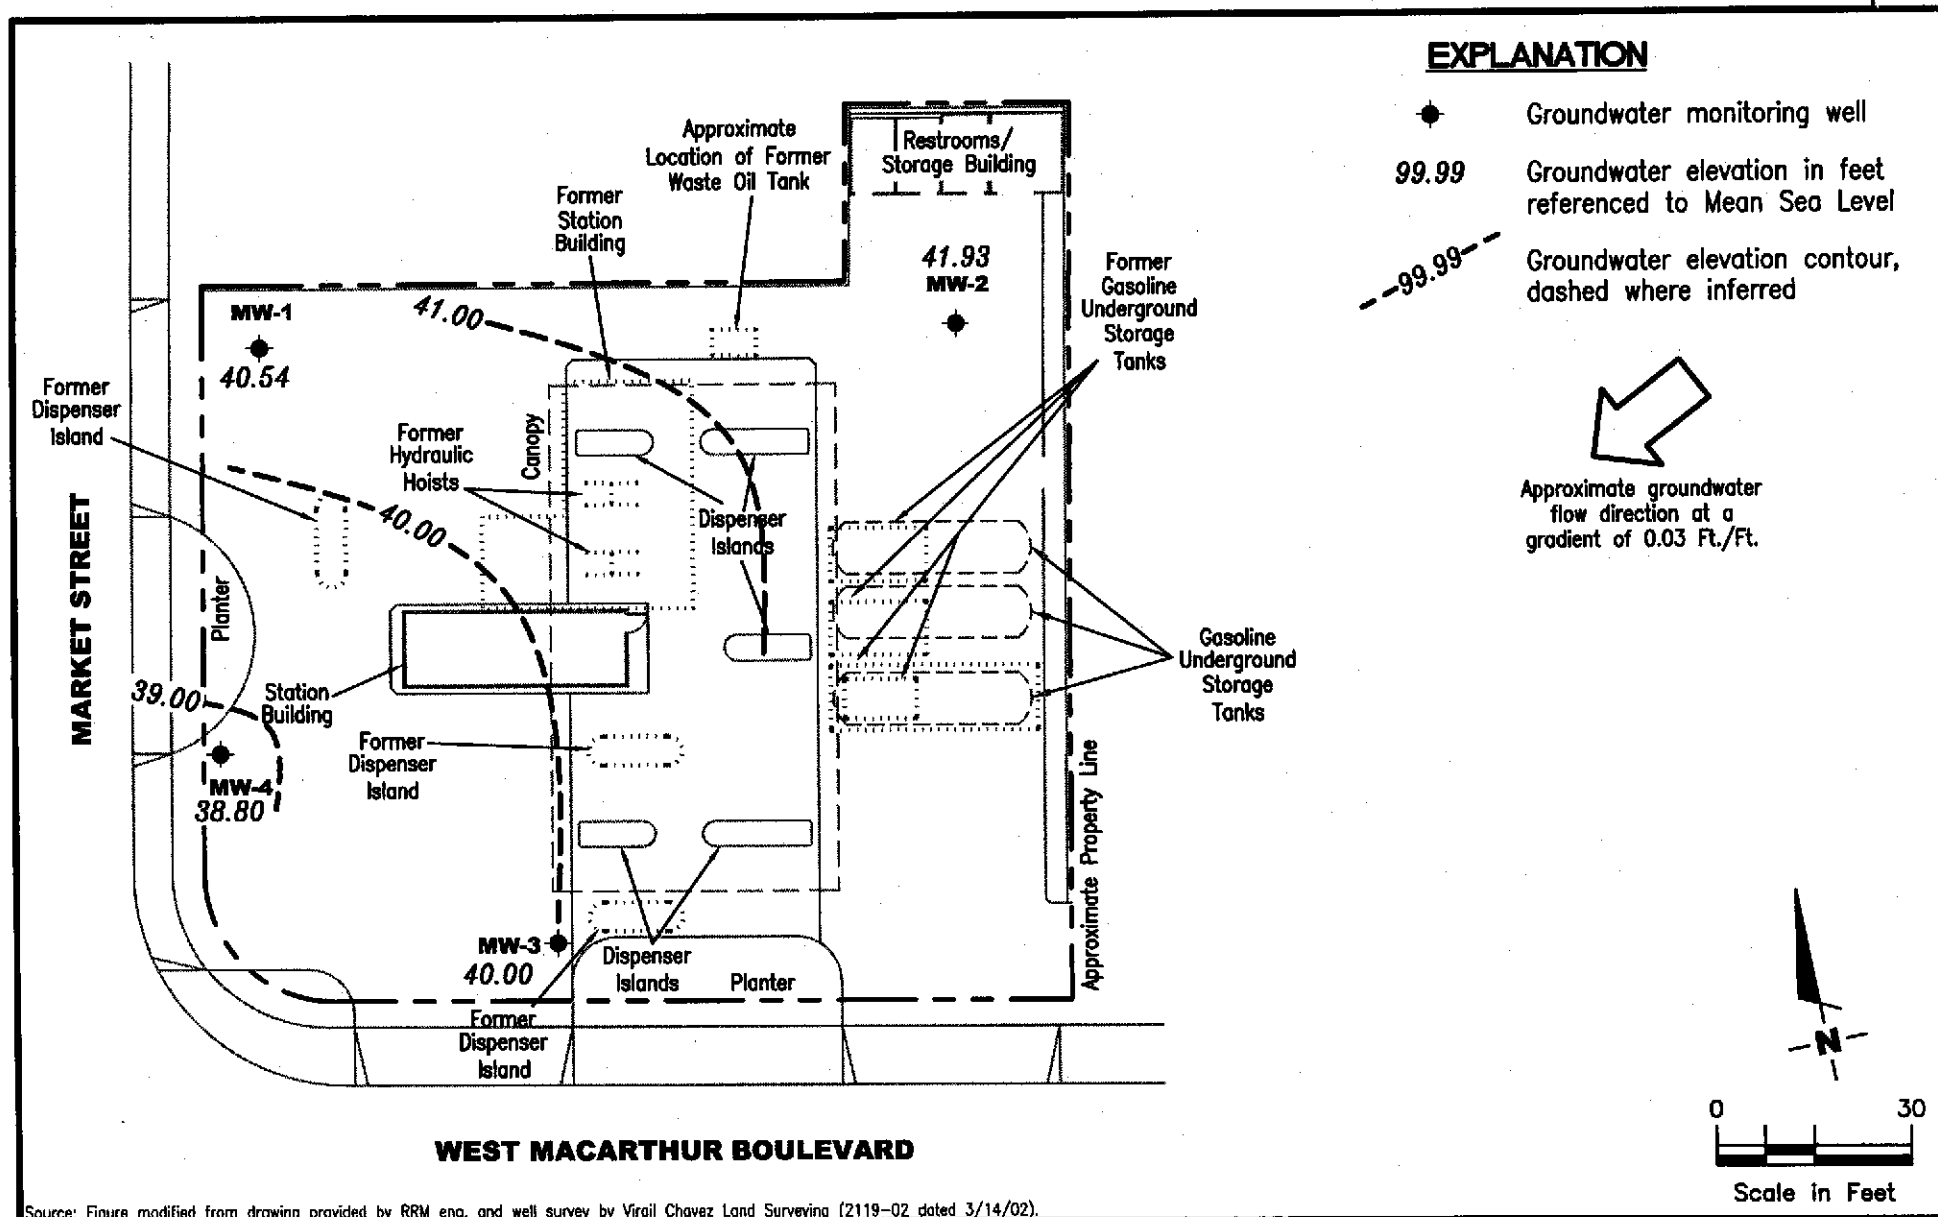 EXPLANATION
Groundwater monitoring well
99.99
Groundwater elevation in feet
referenced to Mean Sea Level
99.99
Groundwater elevation contour,
dashed where inferred
Approximate groundwater
flow direction at a
gradient of 0.03 Ft./Ft.
Approximate
Location of Former
Waste Oil Tank
Restrooms/
Storage Building
Former
Station
Building
41.93
MW-2
Former
Gasoline
Underground
Storage
Tanks
MW-1
40.54
41.00
Former
Dispenser
Island
Former
Hydraulic
Hoists
Canopy
40.00
Dispenser
Islands
MARKET STREET
Planter
39.00
Station
Building
Gasoline
Underground
Storage
Tanks
MW-4
38.80
Former
Dispenser
Island
Approximate Property Line
MW-3
40.00
Dispenser
Islands
Planter
Former
Dispenser
Island
N
WEST MACARTHUR BOULEVARD
0 30
Scale in Feet
Source: Figure modified from drawing provided by RRM eng. and well survey by Virgil Chavez Land Surveying (2119-02 dated 3/14/02).